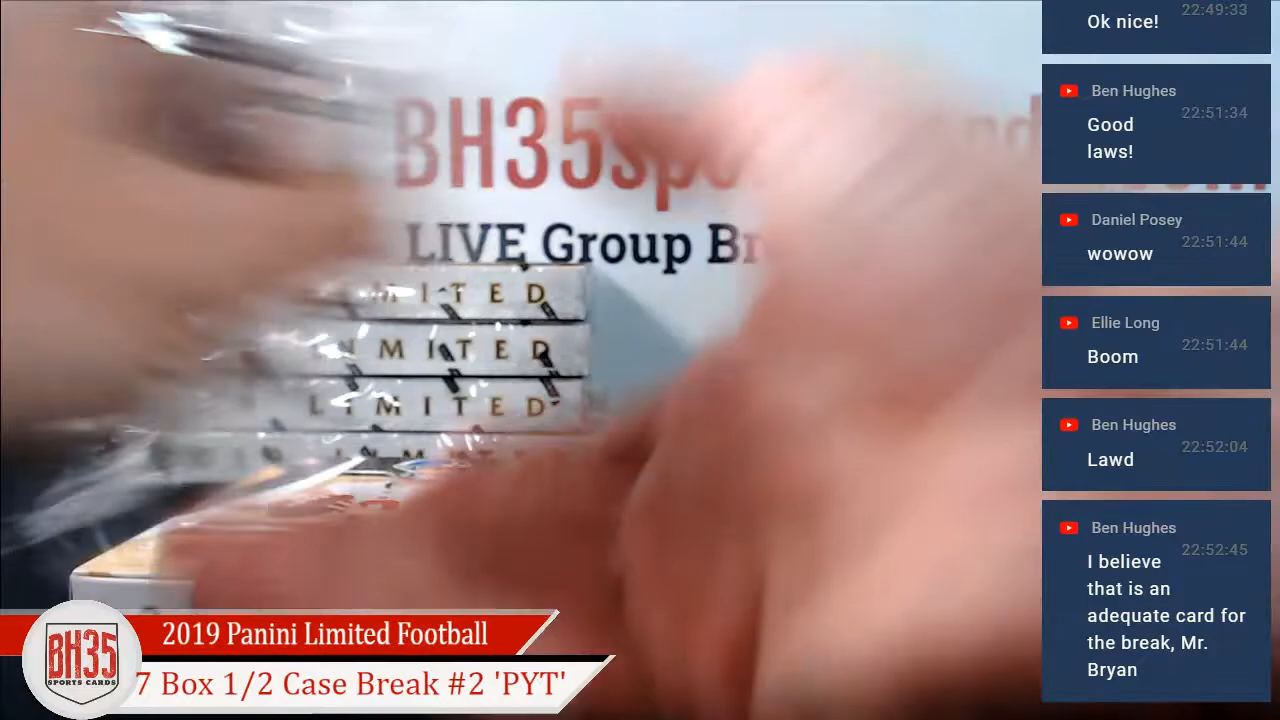 BH35
LIVE Group
MITED
IMITED
LIMITED
2019 Panini Limited Football
7 Box 1/2 Case Break #2 'PYT'
BH35
SPORTS CARDS
22:49:33
Ok nice!
Ben Hughes
22:51:34
Good
laws!
Daniel Posey
22:51:44
wowow
Ellie Long
22:51:44
Boom
Ben Hughes
22:52:04
Lawd
Ben Hughes
22:52:45
I believe
that is an
adequate card for
the break, Mr.
Bryan